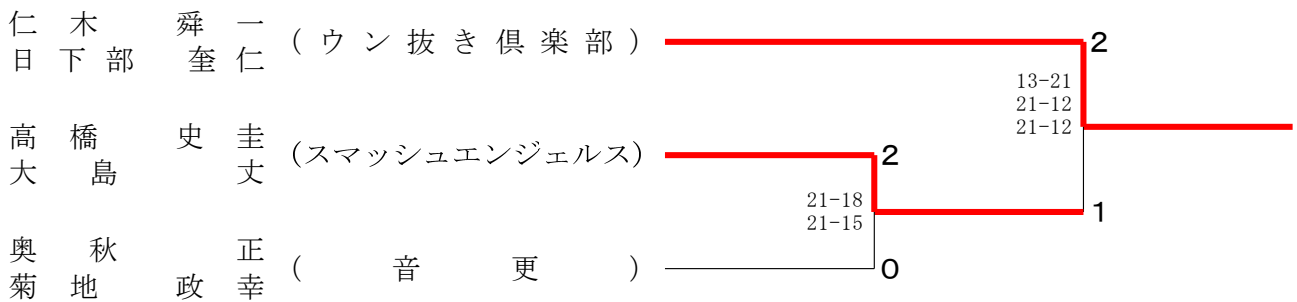 仁木 舜一
日下部 奎仁
(ウン抜き倶楽部)
2
13-21
21-12
21-12
高橋 史圭
大島 丈
(スマッシュエンジェルス)
2
21-18
21-15
1
奥秋 正
菊地 政幸
(音更)
0